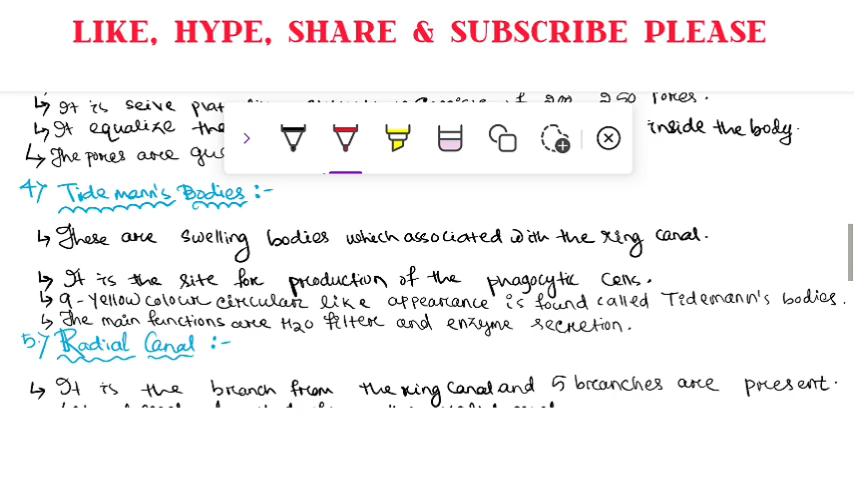 LIKE, HYPE, SHARE & SUBSCRIBE PLEASE
↳ It is seive 250 Pores.
↳ It equalize the inside the body.
↳ The pores are
4) Tidemann's Bodies :-
↳ These are swelling bodies which associated with the ring canal.
↳ It is the site for production of the phagocytic cells.
↳ 9-yellow colour circular like appearance is found called Tidemann's bodies.
↳ The main functions are H2O filter and enzyme secretion.
5.) Radial Canal :-
↳ It is the branch from the ring canal and 5 branches are present.